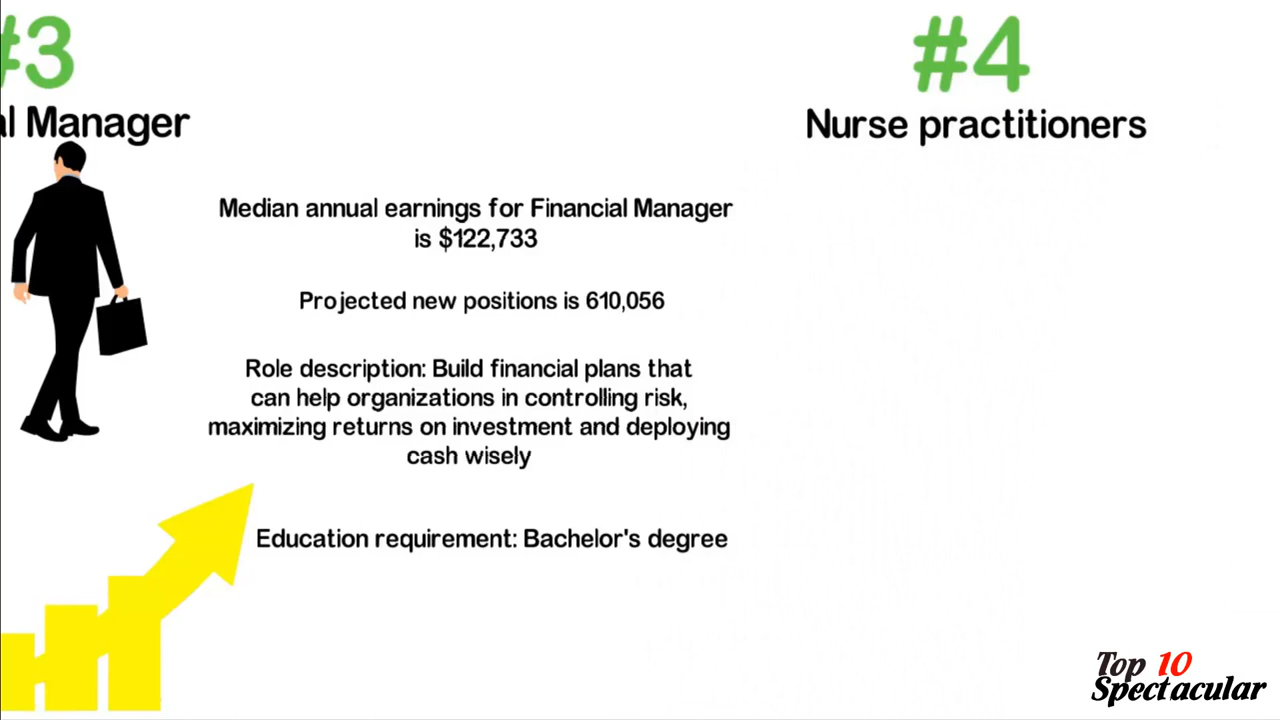 #3
al Manager
Median annual earnings for Financial Manager
is $122,733
Projected new positions is 610,056
Role description: Build financial plans that
can help organizations in controlling risk,
maximizing returns on investment and deploying
cash wisely
Education requirement: Bachelor's degree
#4
Nurse practitioners
Top 10
Spectacular